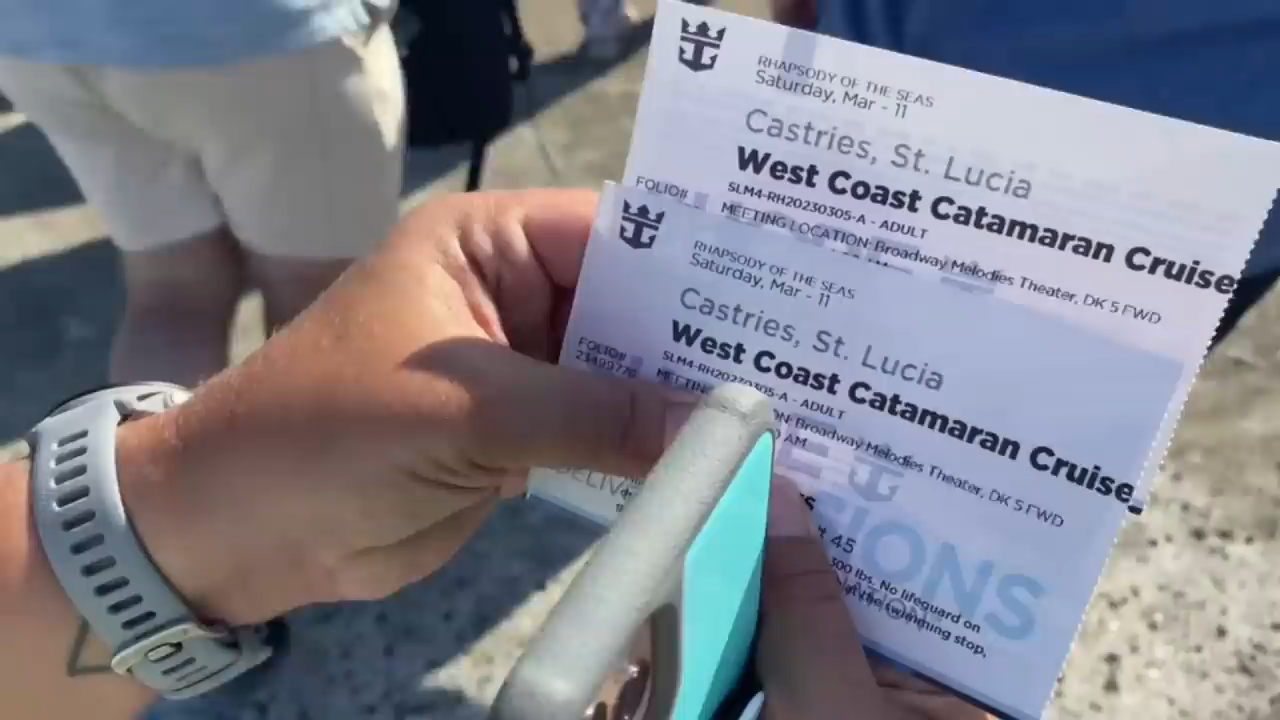 RHAPSODY OF THE SEAS
Saturday, Mar - 11
Castries, St. Lucia
West Coast Catamaran Cruise
FOLIO#
SLM4-RH20230305-A - ADULT
MEETING LOCATION: Broadway Melodies Theater, DK 5 FWD
RHAPSODY OF THE SEAS
Saturday, Mar - 11
Castries, St. Lucia
West Coast Catamaran Cruise
FOLIO#
SLM4-RH20230305-A - ADULT
Broadway Melodies Theater, DK 5 FWD
AM
45
300 lbs. No lifeguard on
the swimming stop.